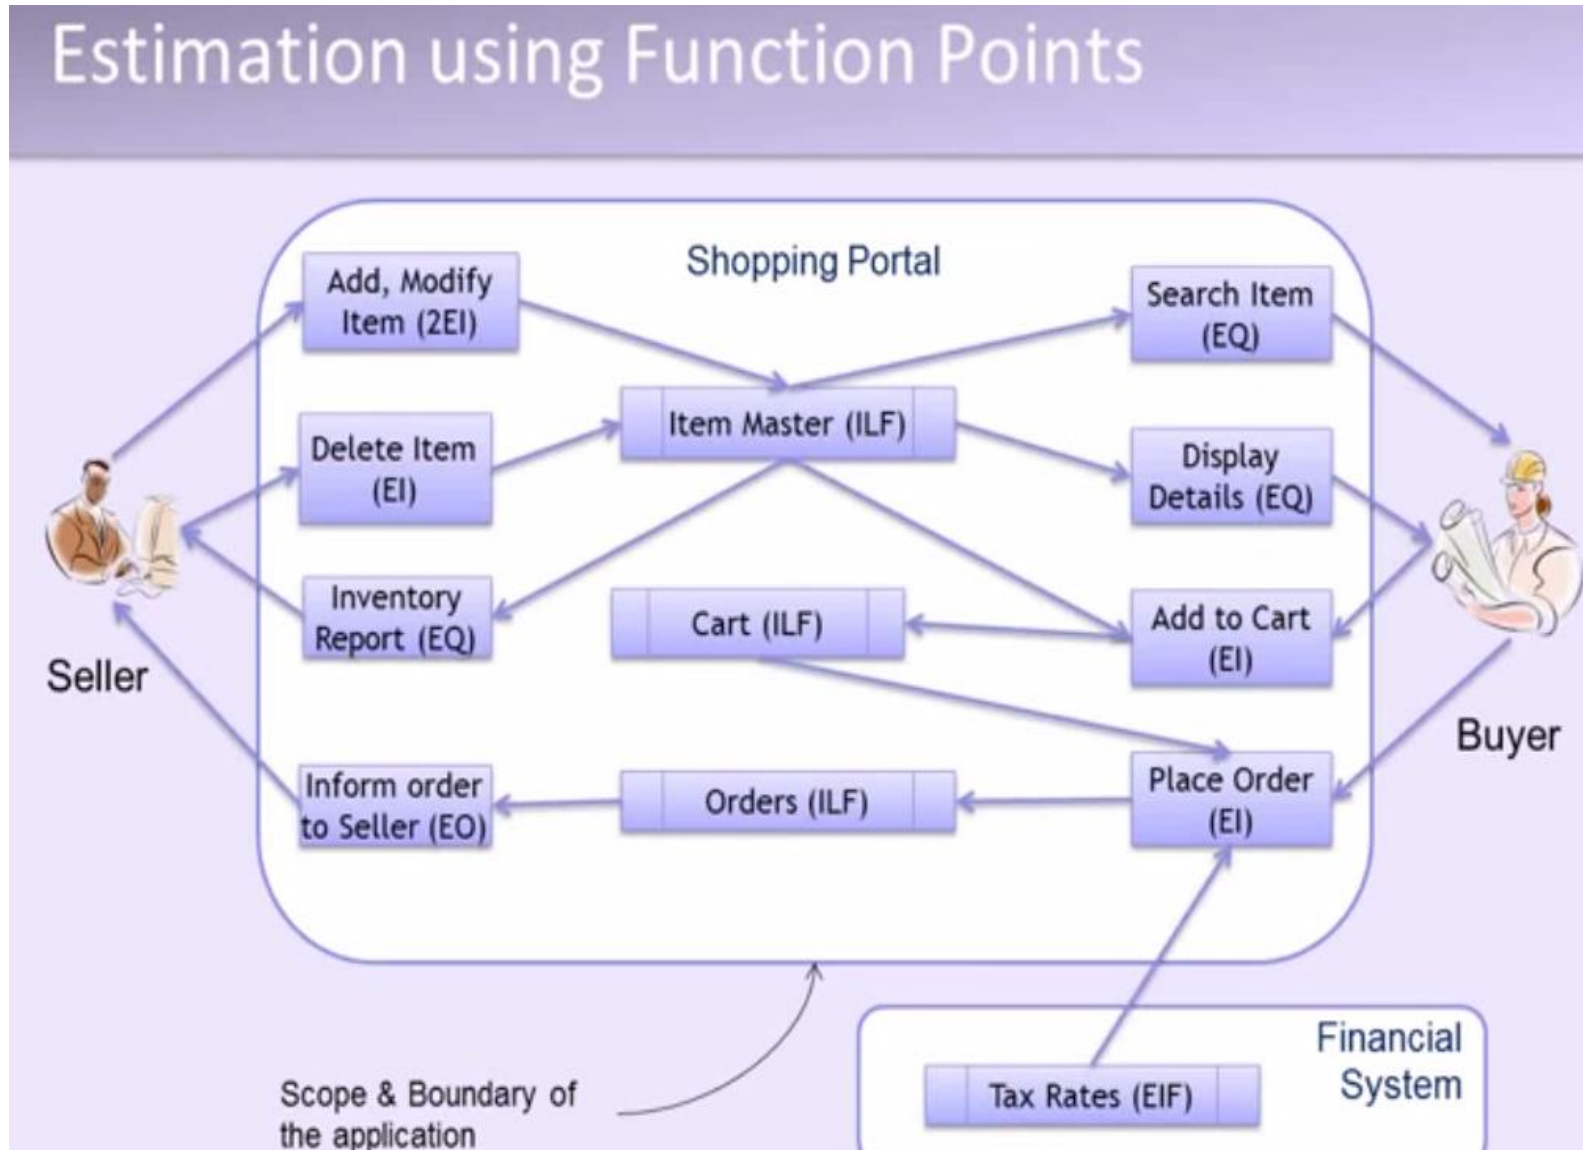 Estimation using Function Points
Shopping Portal
Add, Modify
Item (2EI)
Search Item
(EQ)
Item Master (ILF)
Delete Item
(EI)
Display
Details (EQ)
Inventory
Report (EQ)
Cart (ILF)
Add to Cart
(EI)
Seller
Buyer
Inform order
to Seller (EO)
Orders (ILF)
Place Order
(EI)
Financial
System
Tax Rates (EIF)
Scope & Boundary of
the application